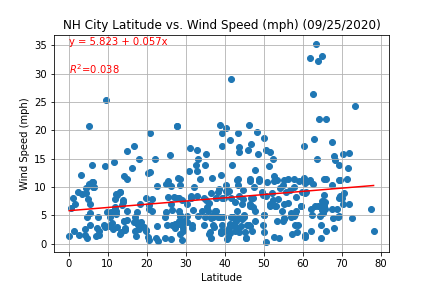 NH City Latitude vs. Wind Speed (mph) (09/25/2020)
y = 5.823 + 0.057x
R²=0.038
Wind Speed (mph)
35
30
25
20
15
10
5
0
0 10 20 30 40 50 60 70 80
Latitude